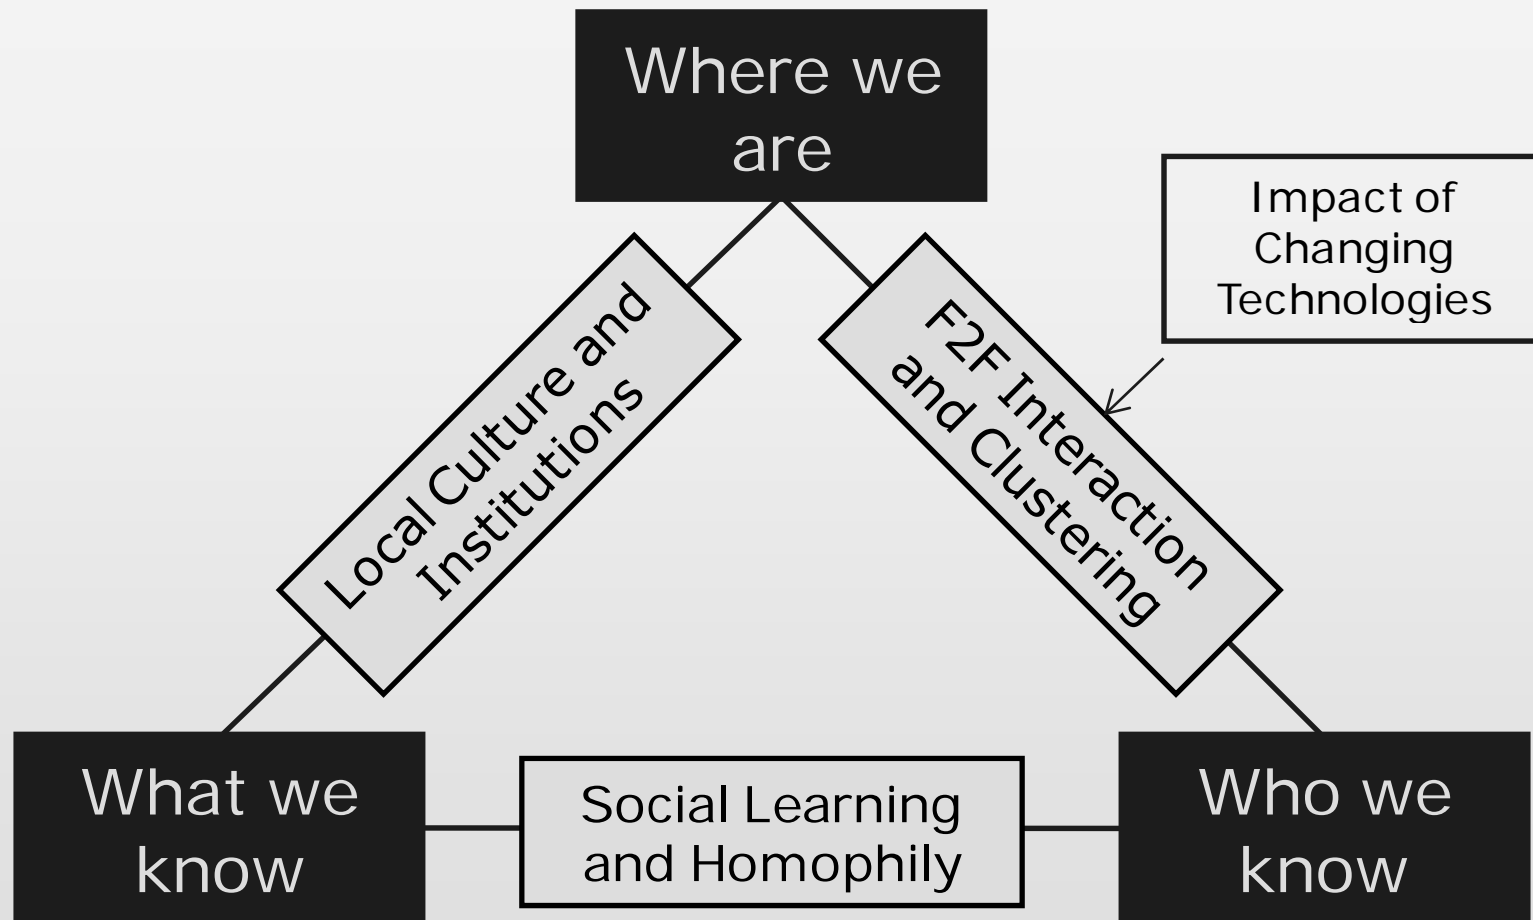 Where we
are
Impact of
Changing
Technologies
Local Culture and
Institutions
F2F Interaction
and Clustering
What we
know
Social Learning
and Homophily
Who we
know